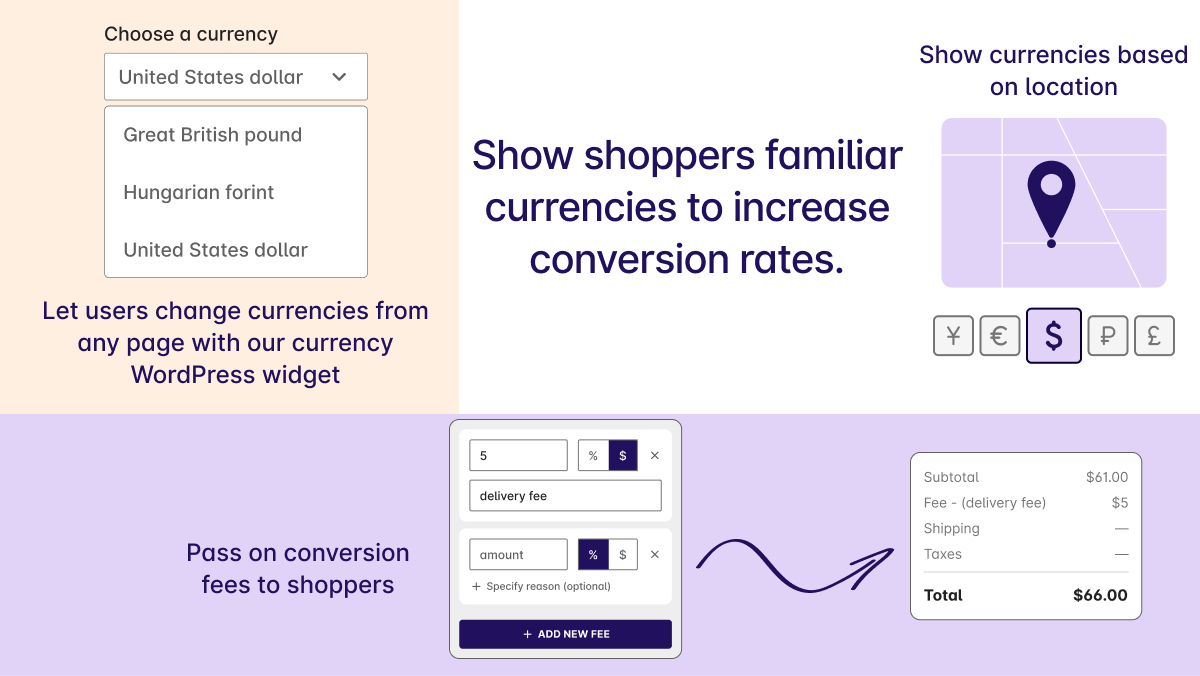 Choose a currency
United States dollar
Great British pound
Hungarian forint
United States dollar
Let users change currencies from
any page with our currency
WordPress widget
Show shoppers familiar
currencies to increase
conversion rates.
Show currencies based
on location
¥ € $ ₽ £
Pass on conversion
fees to shoppers
5 % $ ×
delivery fee
amount % $ ×
+ Specify reason (optional)
+ ADD NEW FEE
Subtotal $61.00
Fee - (delivery fee) $5
Shipping —
Taxes —
Total $66.00